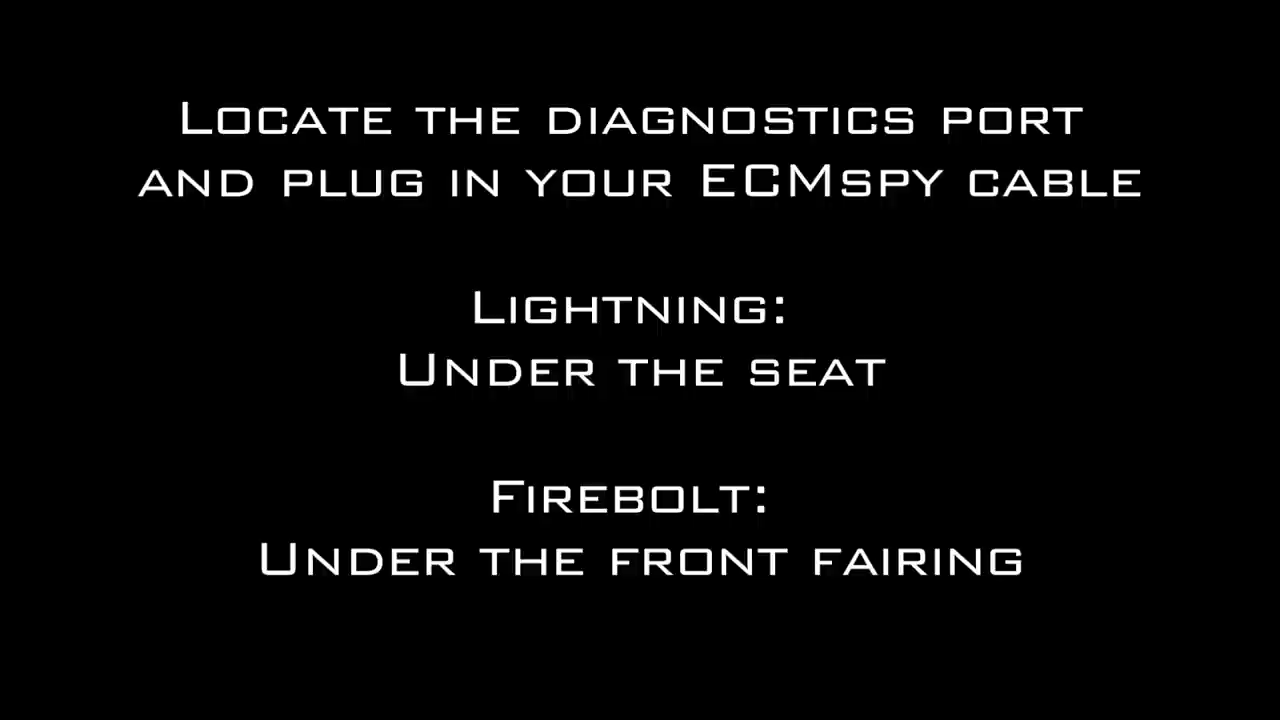 Locate the diagnostics port
and plug in your ECMspy cable
Lightning:
Under the seat
Firebolt:
Under the front fairing